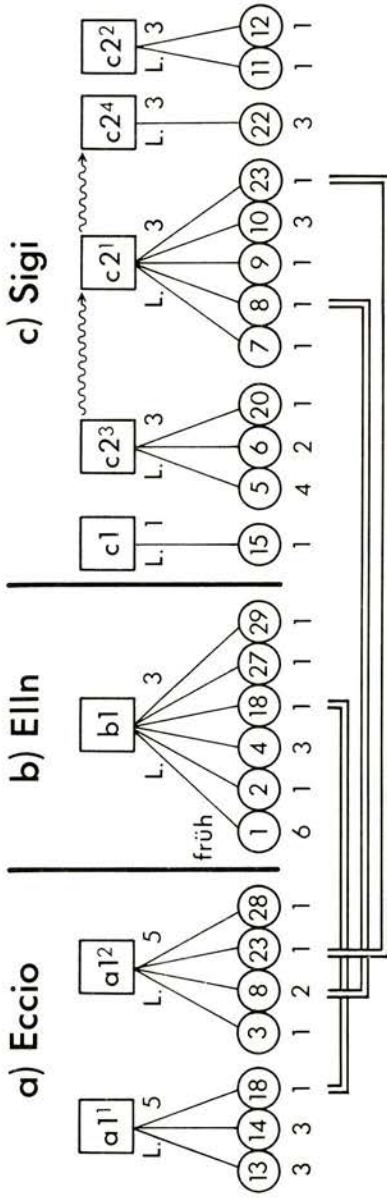 a) Eccio b) Elln c) Sigi
a1¹ a1² b1 c1 c2³ c2¹ c2⁴ c2²
L. 5 L. 5 L. 3 L. 1 L. 3 L. 3 L. 3 L. 3
früh
13 14 18 3 8 23 28 1 2 4 18 27 29 15 5 6 20 7 8 9 10 23 22 11 12
3 3 1 1 2 1 1 6 1 3 1 1 1 1 4 2 1 1 1 1 3 1 3 1 1